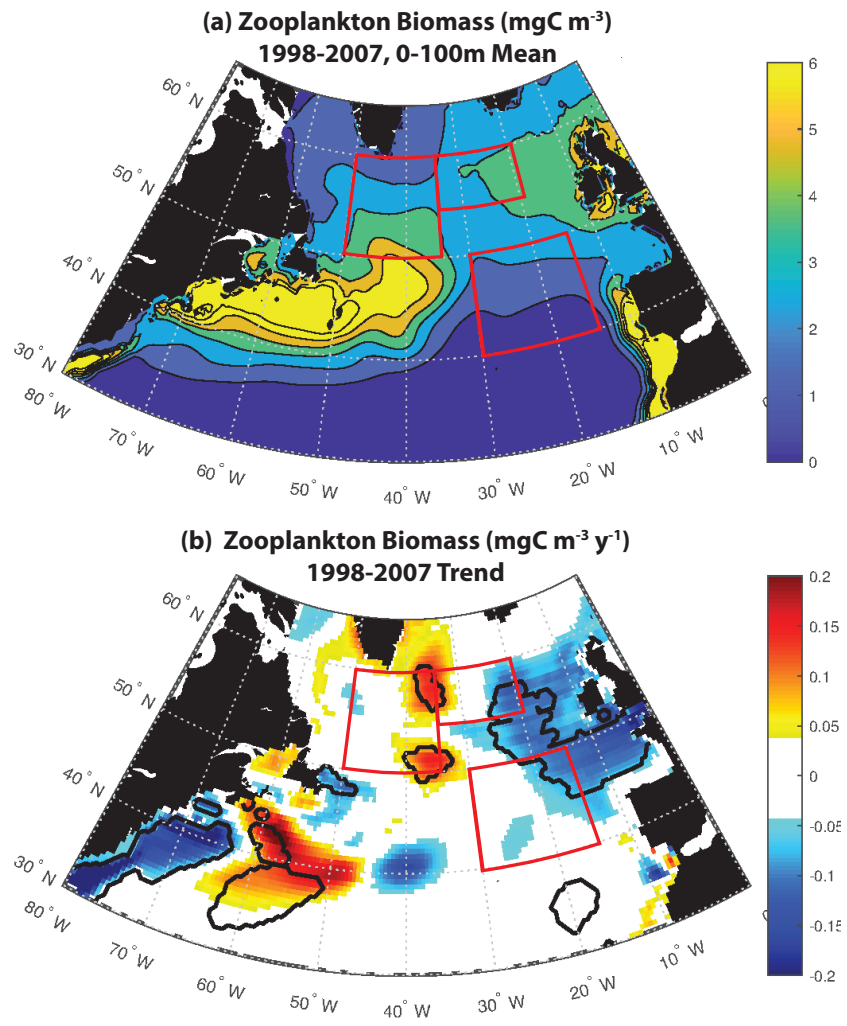 (a) Zooplankton Biomass (mgC m⁻³)
1998-2007, 0-100m Mean
60° N
50° N
40° N
30° N
80° W
70° W
60° W
50° W
40° W
30° W
20° W
10° W
6
5
4
3
2
1
0
(b) Zooplankton Biomass (mgC m⁻³ y⁻¹)
1998-2007 Trend
60° N
50° N
40° N
30° N
80° W
70° W
60° W
50° W
40° W
30° W
20° W
10° W
0.2
0.15
0.1
0.05
0
-0.05
-0.1
-0.15
-0.2